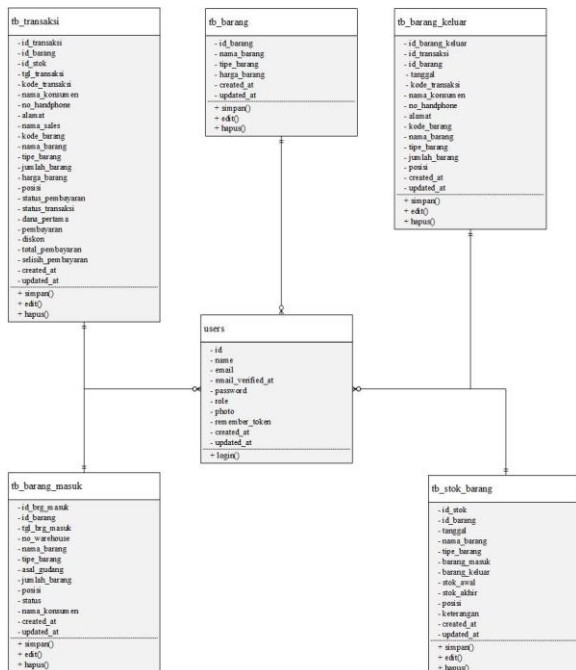 tb_transaksi
- id_transaksi
- id_barang
- id_stok
- tgl_transaksi
- kode_transaksi
- nama_konsumen
- no_handphone
- alamat
- nama_sales
- kode_barang
- nama_barang
- tipe_barang
- jumlah_barang
- harga_barang
- posisi
- status_pembayaran
- status_transaksi
- dana_pertama
- pembayaran
- diskon
- total_pembayaran
- selisih_pembayaran
- created_at
- updated_at
+ simpan()
+ edit()
+ hapus()
tb_barang
- id_barang
- nama_barang
- tipe_barang
- harga_barang
- created_at
- updated_at
+ simpan()
+ edit()
+ hapus()
tb_barang_keluar
- id_barang_keluar
- id_transaksi
- id_barang
- tanggal
- kode_transaksi
- nama_konsumen
- no_handphone
- alamat
- kode_barang
- nama_barang
- tipe_barang
- jumlah_barang
- posisi
- created_at
- updated_at
+ simpan()
+ edit()
+ hapus()
users
- id
- name
- email
- email_verified_at
- password
- role
- photo
- remember_token
- created_at
- updated_at
+ login()
tb_barang_masuk
- id_brg_masuk
- id_barang
- tgl_brg_masuk
- no_warehouse
- nama_barang
- tipe_barang
- asal_gudang
- jumlah_barang
- posisi
- status
- nama_konsumen
- created_at
- updated_at
+ simpan()
+ edit()
+ hapus()
tb_stok_barang
- id_stok
- id_barang
- tanggal
- nama_barang
- tipe_barang
- barang_masuk
- barang_keluar
- stok_awal
- stok_akhir
- posisi
- keterangan
- created_at
- updated_at
+ simpan()
+ edit()
+ hapus()